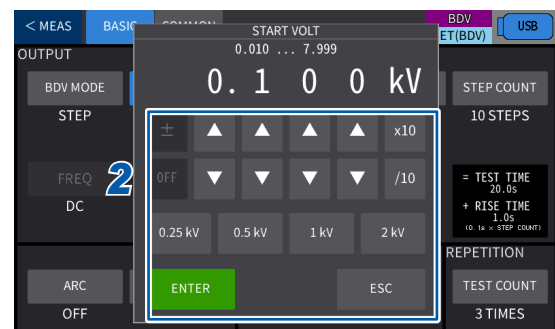 < MEAS
BASIC
COMMON
BDV
ET(BDV)
USB
OUTPUT
START VOLT
0.010 ... 7.999
0.100 kV
BDV MODE
STEP
STEP COUNT
10 STEPS
±
▲ ▲ ▲ ▲
x10
2
FREQ
DC
OFF
▼ ▼ ▼ ▼
/10
= TEST TIME
20.0s
+ RISE TIME
1.0s
(0.1s x STEP COUNT)
0.25 kV
0.5 kV
1 kV
2 kV
REPETITION
ARC
OFF
ENTER
ESC
TEST COUNT
3 TIMES